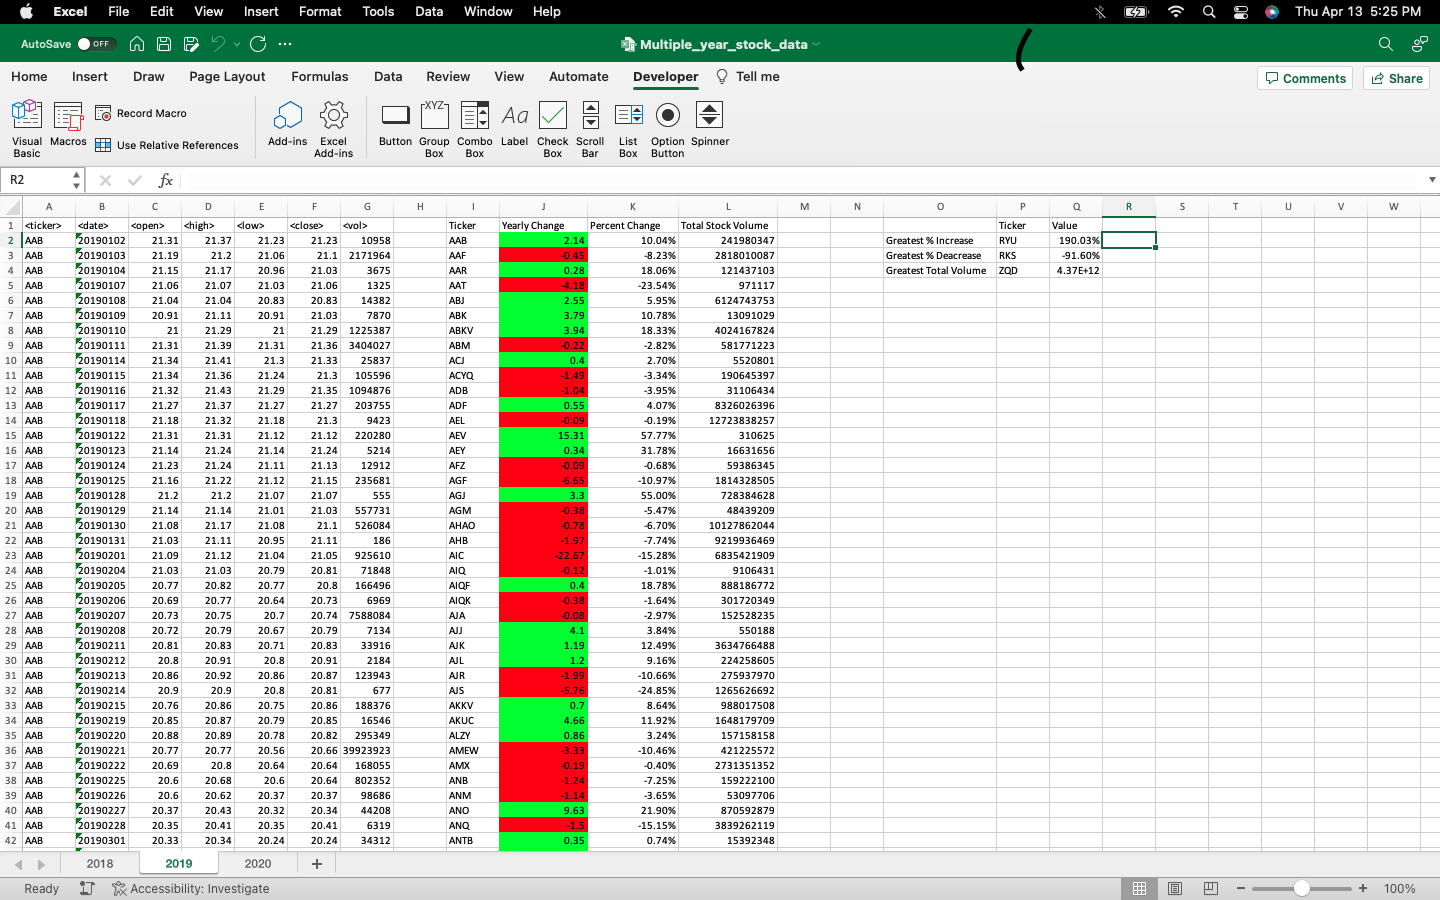 Excel File Edit View Insert Format Tools Data Window Help Thu Apr 13 5:25 PM
AutoSave OFF Multiple_year_stock_data
Home Insert Draw Page Layout Formulas Data Review View Automate Developer Tell me Comments Share
Visual Basic Macros Record Macro Use Relative References Add-ins Excel Add-ins Button XYZ Group Box Combo Box Aa Label Check Box Scroll Bar List Box Option Button Spinner
R2 fx
A B C D E F G H I J K L M N O P Q R S T U V W
1 <ticker> <date> <open> <high> <low> <close> <vol> Ticker Yearly Change Percent Change Total Stock Volume Ticker Value
2 AAB 20190102 21.31 21.37 21.23 21.23 10958 AAB 2.14 10.04% 241980347 Greatest % Increase RYU 190.03%
3 AAB 20190103 21.19 21.2 21.06 21.1 2171964 AAF -0.45 -8.23% 2818010087 Greatest % Deacrease RKS -91.60%
4 AAB 20190104 21.15 21.17 20.96 21.03 3675 AAR 0.28 18.06% 121437103 Greatest Total Volume ZQD 4.37E+12
5 AAB 20190107 21.06 21.07 21.03 21.06 1325 AAT -4.18 -23.54% 971117
6 AAB 20190108 21.04 21.04 20.83 20.83 14382 ABJ 2.55 5.95% 6124743753
7 AAB 20190109 20.91 21.11 20.91 21.03 7870 ABK 3.79 10.78% 13091029
8 AAB 20190110 21 21.29 21 21.29 1225387 ABKV 3.94 18.33% 4024167824
9 AAB 20190111 21.31 21.39 21.31 21.36 3404027 ABM -0.22 -2.82% 581771223
10 AAB 20190114 21.34 21.41 21.3 21.33 25837 ACJ 0.4 2.70% 5520801
11 AAB 20190115 21.34 21.36 21.24 21.3 105596 ACYQ -1.49 -3.34% 190645397
12 AAB 20190116 21.32 21.43 21.29 21.35 1094876 ADB -1.04 -3.95% 31106434
13 AAB 20190117 21.27 21.37 21.27 21.27 203755 ADF 0.55 4.07% 8326026396
14 AAB 20190118 21.18 21.32 21.18 21.3 9423 AEL -0.09 -0.19% 12723838257
15 AAB 20190122 21.31 21.31 21.12 21.12 220280 AEV 15.31 57.77% 310625
16 AAB 20190123 21.14 21.24 21.14 21.24 5214 AEY 0.34 31.78% 16631656
17 AAB 20190124 21.23 21.24 21.11 21.13 12912 AFZ -0.09 -0.68% 59386345
18 AAB 20190125 21.16 21.22 21.12 21.15 235681 AGF -6.65 -10.97% 1814328505
19 AAB 20190128 21.2 21.2 21.07 21.07 555 AGJ 3.3 55.00% 728384628
20 AAB 20190129 21.14 21.14 21.01 21.03 557731 AGM -0.38 -5.47% 48439209
21 AAB 20190130 21.08 21.17 21.08 21.1 526084 AHAO -0.78 -6.70% 10127862044
22 AAB 20190131 21.03 21.11 20.95 21.11 186 AHB -1.97 -7.74% 9219936469
23 AAB 20190201 21.09 21.12 21.04 21.05 925610 AIC -22.67 -15.28% 6835421909
24 AAB 20190204 21.03 21.03 20.79 20.81 71848 AIQ -0.12 -1.01% 9106431
25 AAB 20190205 20.77 20.82 20.77 20.8 166496 AIQF 0.4 18.78% 888186772
26 AAB 20190206 20.69 20.77 20.64 20.73 6969 AIQK -0.38 -1.64% 301720349
27 AAB 20190207 20.73 20.75 20.7 20.74 7588084 AJA -0.08 -2.97% 152528235
28 AAB 20190208 20.72 20.79 20.67 20.79 7134 AJJ 4.1 3.84% 550188
29 AAB 20190211 20.81 20.83 20.71 20.83 33916 AJK 1.19 12.49% 3634766488
30 AAB 20190212 20.8 20.91 20.8 20.91 2184 AJL 1.2 9.16% 224258605
31 AAB 20190213 20.86 20.92 20.86 20.87 123943 AJR -1.99 -10.66% 275937970
32 AAB 20190214 20.9 20.9 20.8 20.81 677 AJS -5.76 -24.85% 1265626692
33 AAB 20190215 20.76 20.86 20.75 20.86 188376 AKKV 0.7 8.64% 988017508
34 AAB 20190219 20.85 20.87 20.79 20.85 16546 AKUC 4.66 11.92% 1648179709
35 AAB 20190220 20.88 20.89 20.78 20.82 295349 ALZY 0.86 3.24% 157158158
36 AAB 20190221 20.77 20.77 20.56 20.66 39923923 AMEW -3.33 -10.46% 421225572
37 AAB 20190222 20.69 20.8 20.64 20.64 168055 AMX -0.19 -0.40% 2731351352
38 AAB 20190225 20.6 20.68 20.6 20.64 802352 ANB -1.24 -7.25% 159222100
39 AAB 20190226 20.6 20.62 20.37 20.37 98686 ANM -1.14 -3.65% 53097706
40 AAB 20190227 20.37 20.43 20.32 20.34 44208 ANO 9.63 21.90% 870592879
41 AAB 20190228 20.35 20.41 20.35 20.41 6319 ANQ -1.5 -15.15% 3839262119
42 AAB 20190301 20.33 20.34 20.24 20.24 34312 ANTB 0.35 0.74% 15392348
2018 2019 2020 +
Ready Accessibility: Investigate 100%